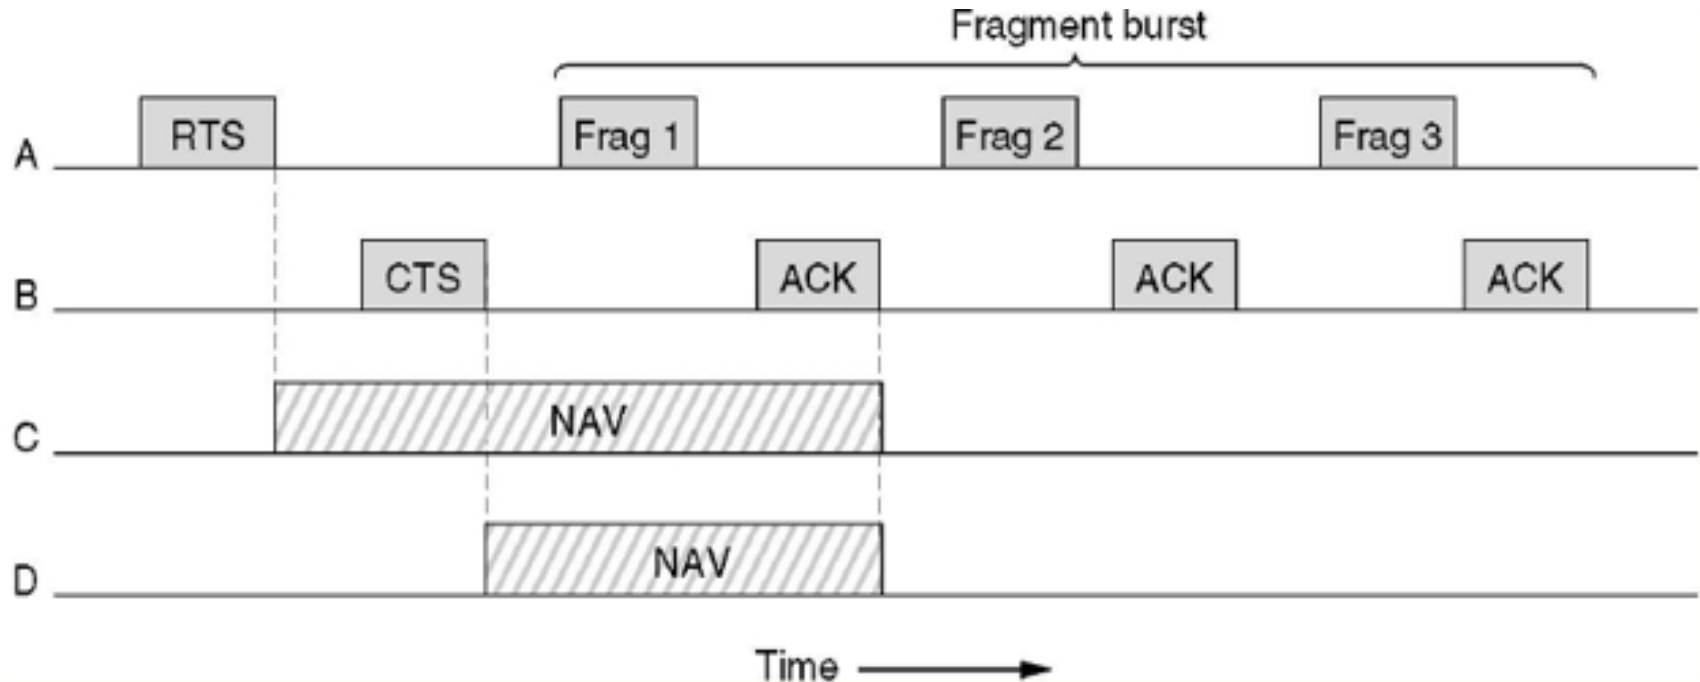 Fragment burst
A RTS Frag 1 Frag 2 Frag 3
B CTS ACK ACK ACK
C NAV
D NAV
Time